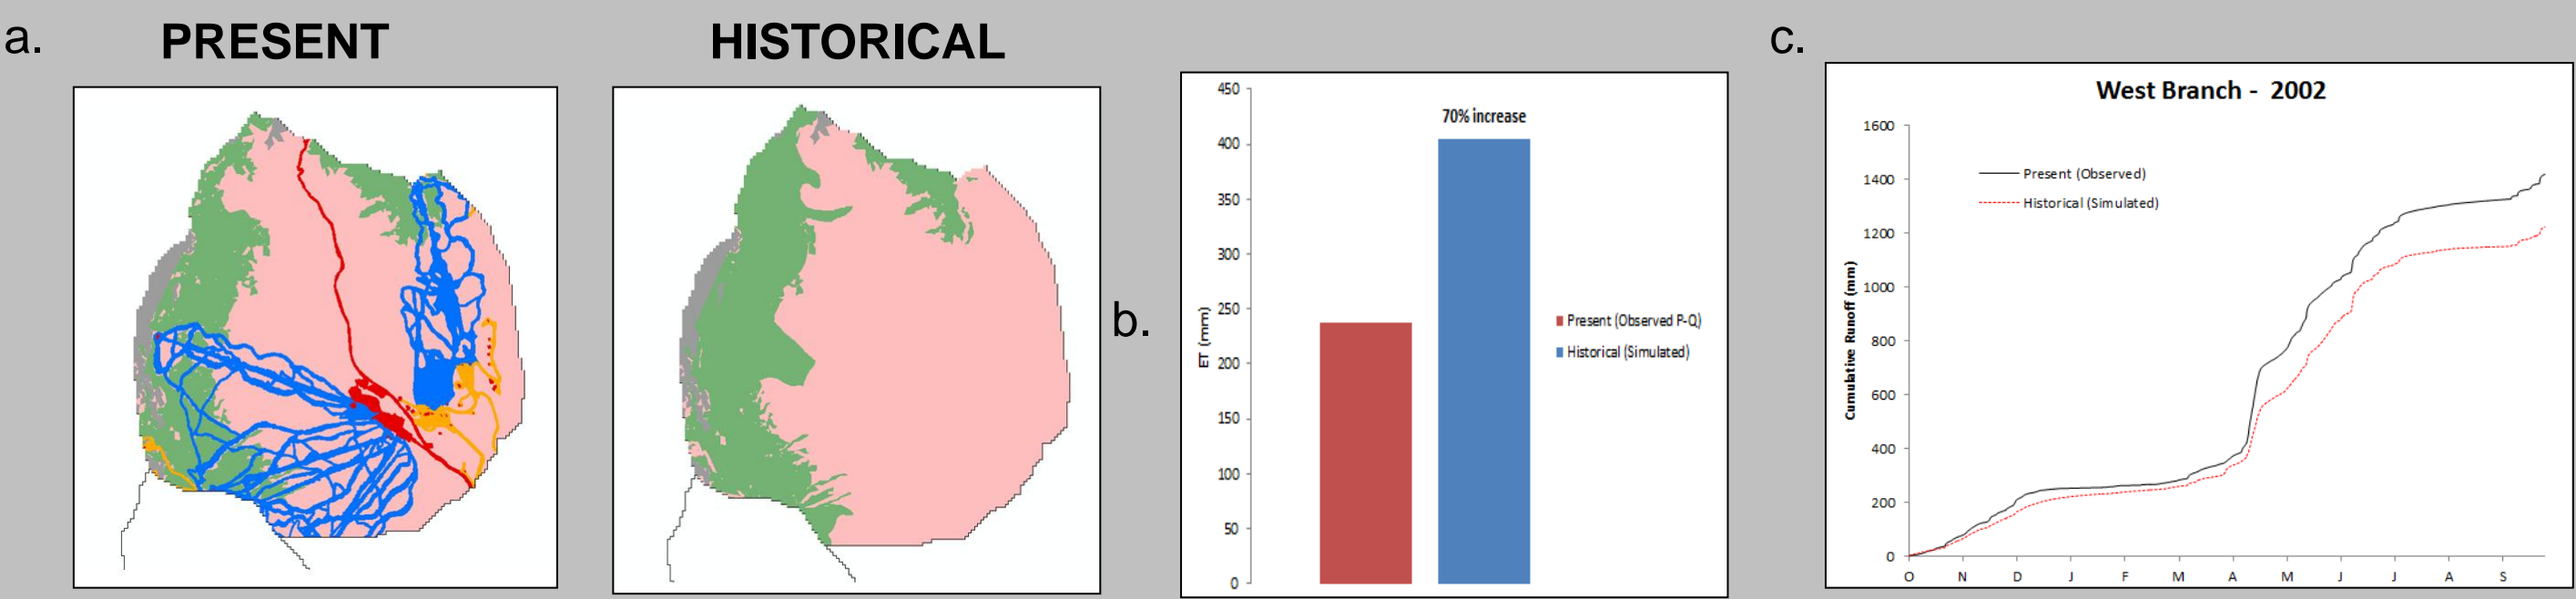 a.
PRESENT
HISTORICAL
b.
450
400
350
300
250
200
150
100
50
0
ET (mm)
70% increase
Present (Observed P-Q)
Historical (Simulated)
c.
West Branch - 2002
1600
1400
1200
1000
800
600
400
200
0
Cumulative Runoff (mm)
Present (Observed)
Historical (Simulated)
O N D J F M A M J J A S